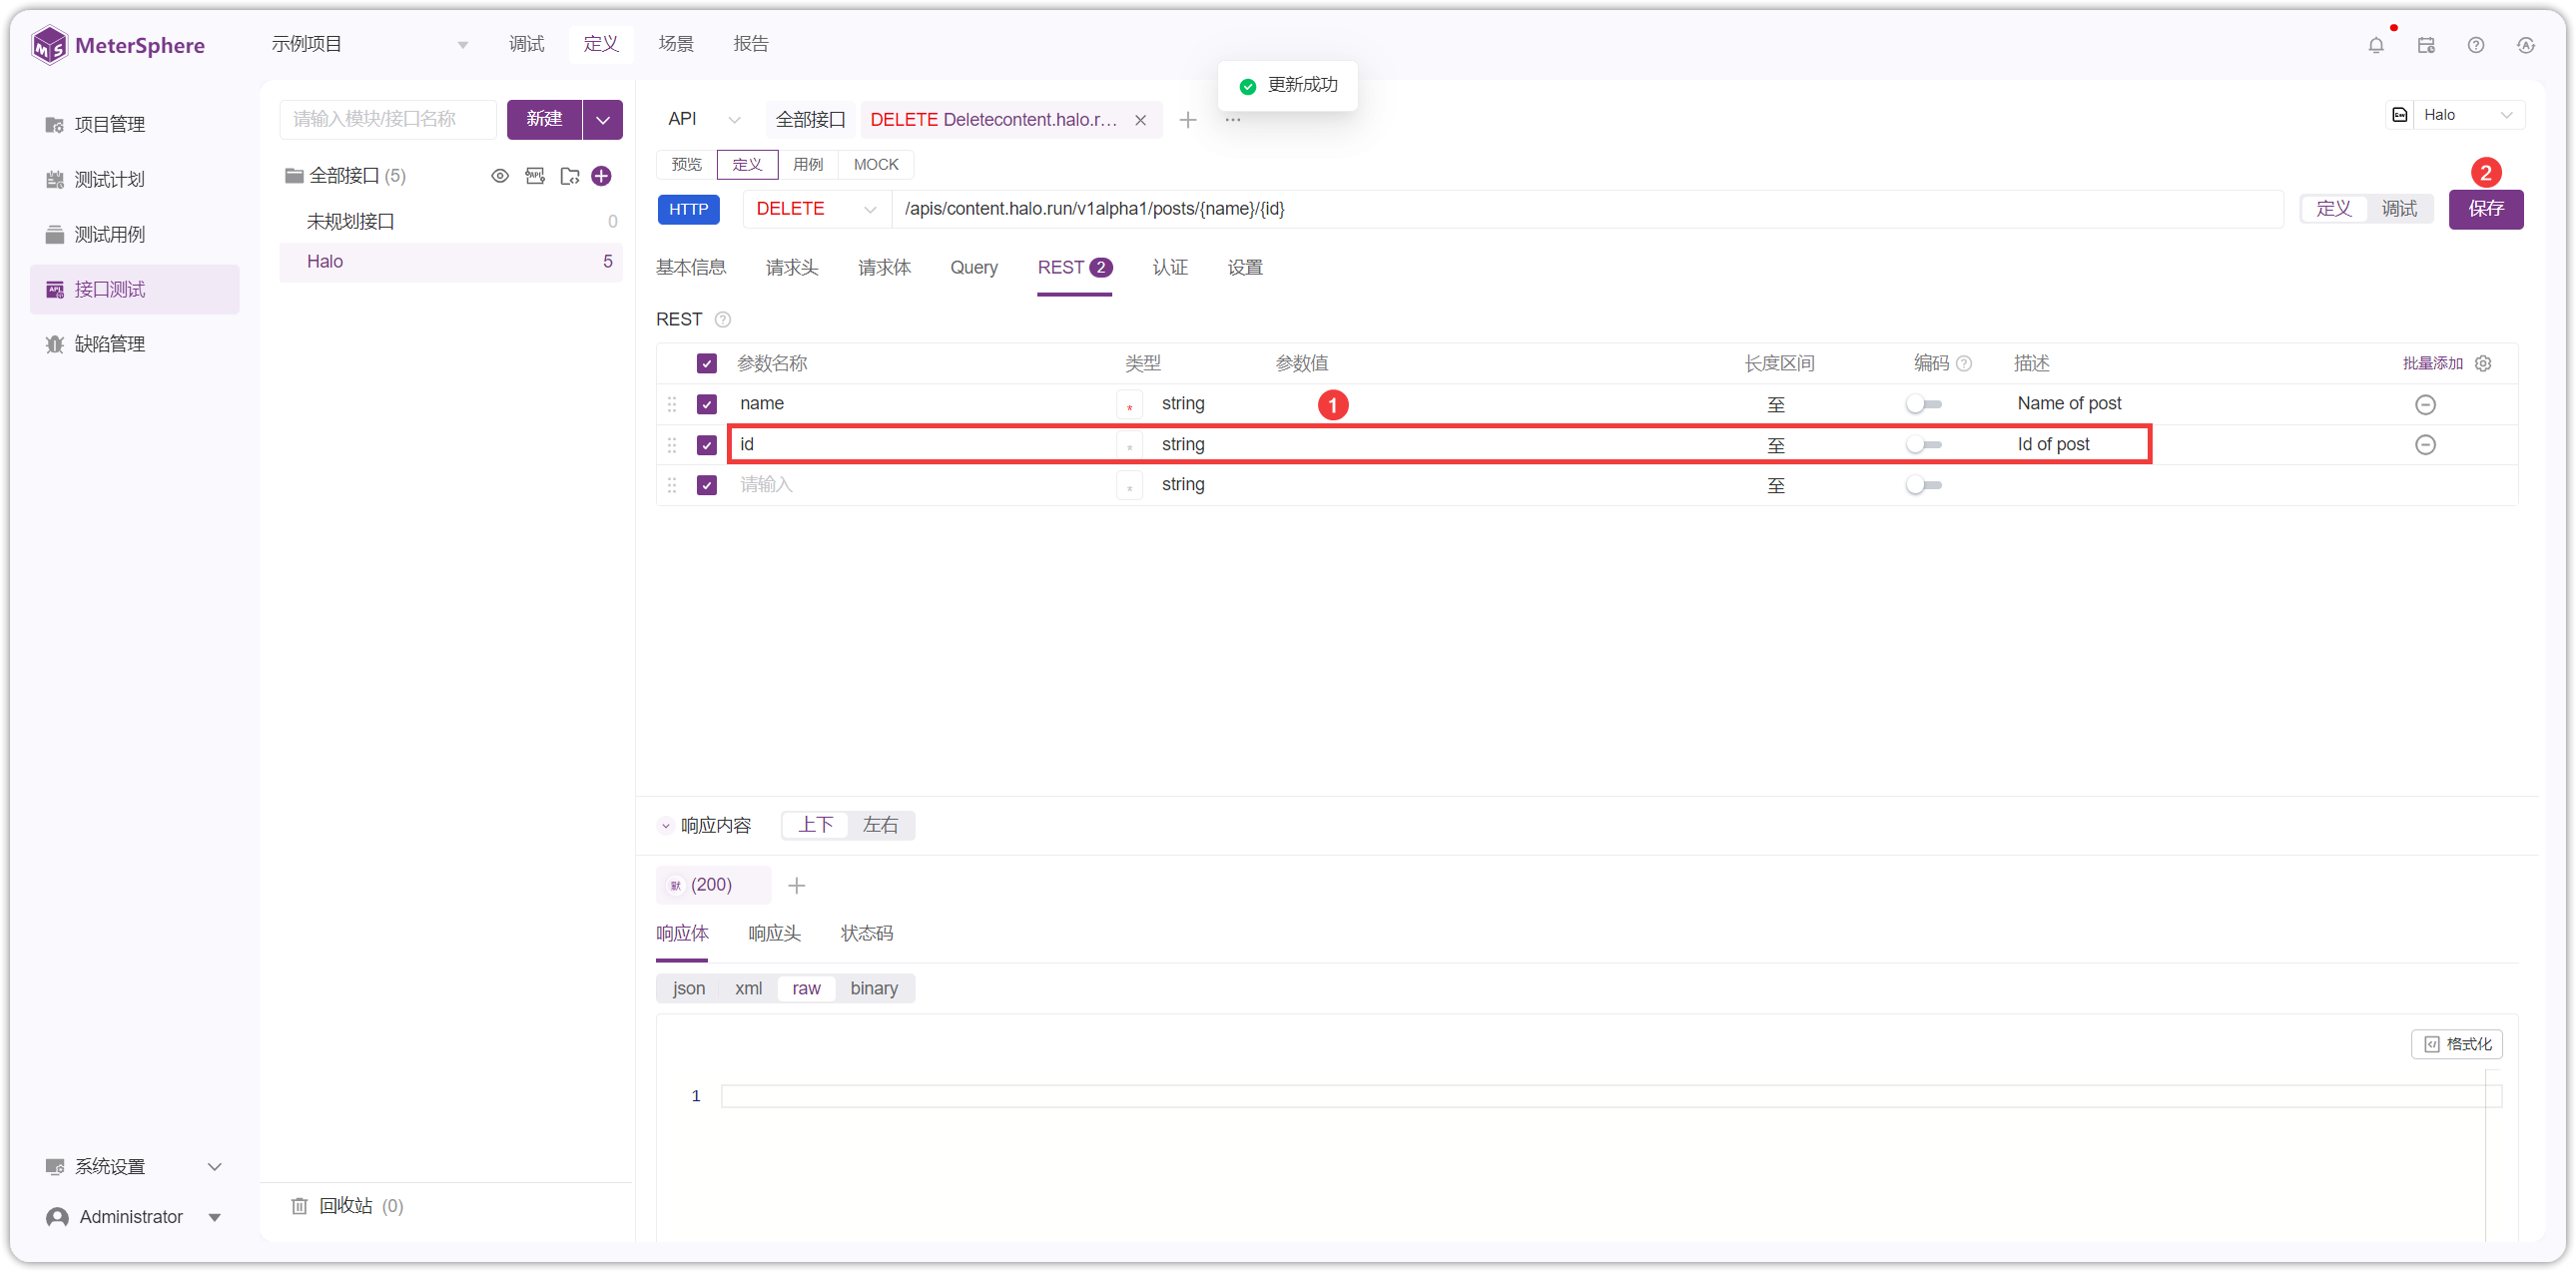 MeterSphere
示例项目
调试
定义
场景
报告
更新成功
项目管理
测试计划
测试用例
接口测试
缺陷管理
系统设置
Administrator
请输入模块/接口名称
新建
全部接口 (5)
未规划接口 0
Halo 5
回收站 (0)
API
全部接口
DELETE Deletecontent.halo.r...
Halo
预览
定义
用例
MOCK
HTTP
DELETE
/apis/content.halo.run/v1alpha1/posts/{name}/{id}
定义
调试
2
保存
基本信息
请求头
请求体
Query
REST 2
认证
设置
REST
参数名称 类型 参数值 长度区间 编码 描述 批量添加
name * string 1 至 Name of post
id * string 至 Id of post
请输入 * string 至
响应内容
上下
左右
默 (200)
响应体
响应头
状态码
json
xml
raw
binary
格式化
1